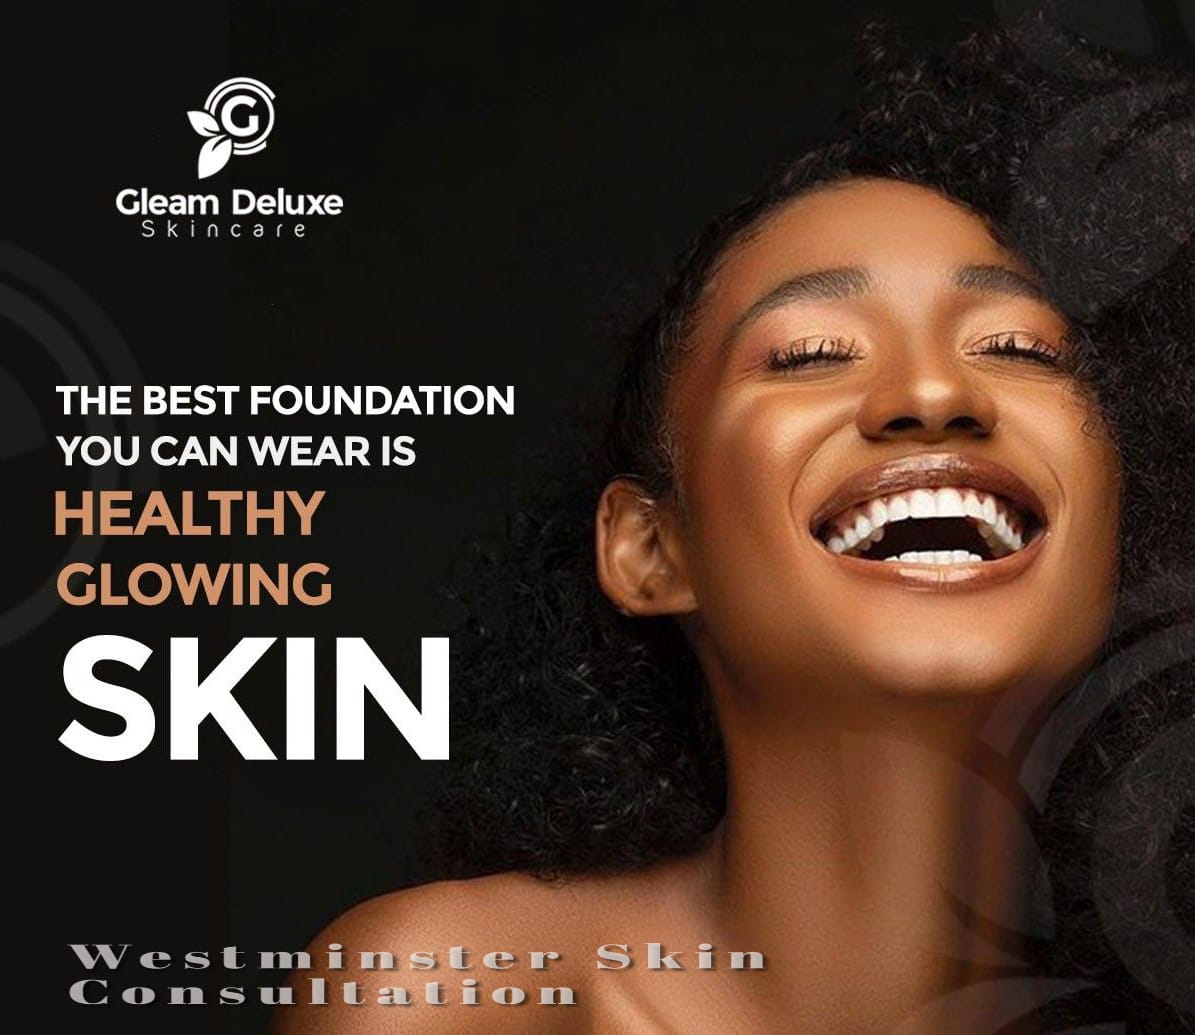 G
Gleam Deluxe
Skincare
THE BEST FOUNDATION
YOU CAN WEAR IS
HEALTHY
GLOWING
SKIN
Westminster Skin
Consultation